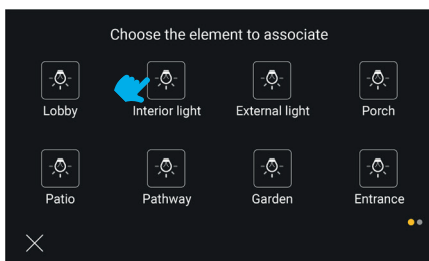 Choose the element to associate
Lobby Interior light External light Porch
Patio Pathway Garden Entrance